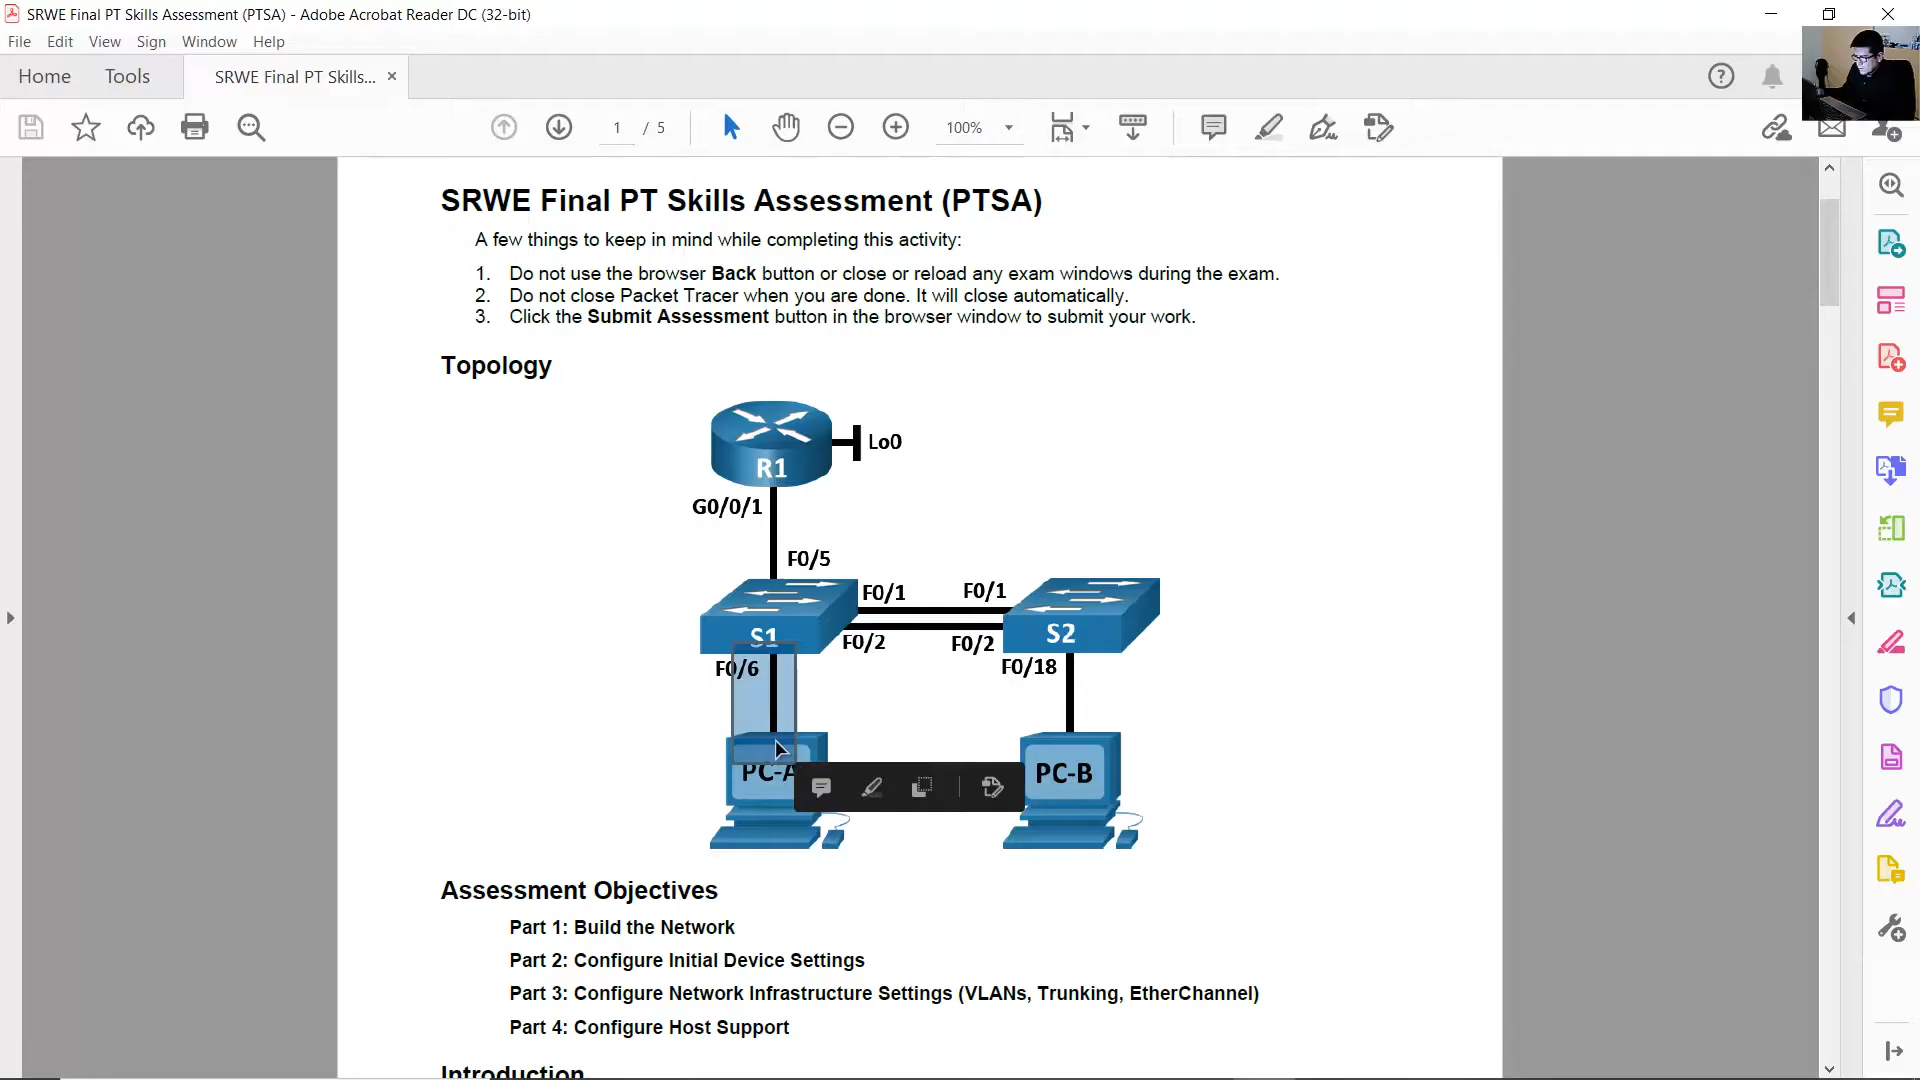 SRWE Final PT Skills Assessment (PTSA) - Adobe Acrobat Reader DC (32-bit)
File Edit View Sign Window Help
Home Tools SRWE Final PT Skills... ×
1 / 5 100%
SRWE Final PT Skills Assessment (PTSA)
A few things to keep in mind while completing this activity:
1. Do not use the browser Back button or close or reload any exam windows during the exam.
2. Do not close Packet Tracer when you are done. It will close automatically.
3. Click the Submit Assessment button in the browser window to submit your work.
Topology
R1
Lo0
G0/0/1
F0/5
F0/1 F0/1
S1 S2
F0/2 F0/2
F0/6 F0/18
PC-A PC-B
Assessment Objectives
Part 1: Build the Network
Part 2: Configure Initial Device Settings
Part 3: Configure Network Infrastructure Settings (VLANs, Trunking, EtherChannel)
Part 4: Configure Host Support
Introduction